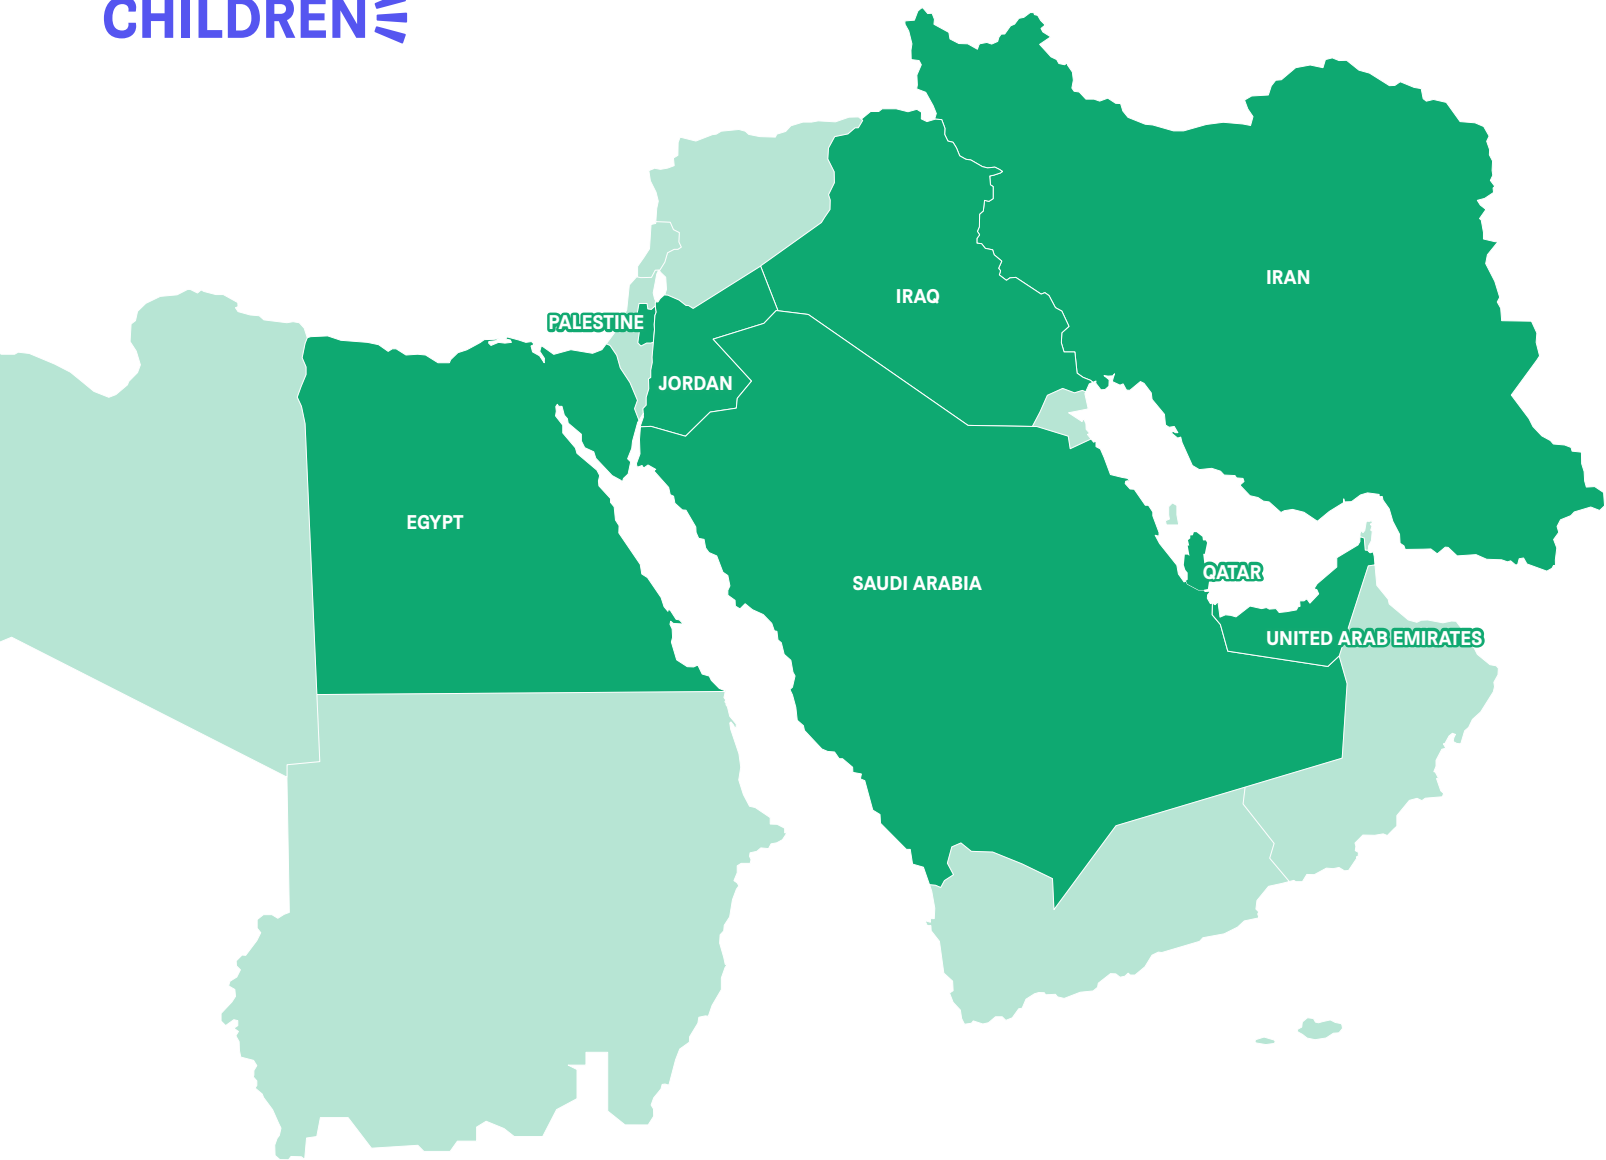 CHILDREN
IRAN
IRAQ
PALESTINE
JORDAN
EGYPT
QATAR
SAUDI ARABIA
UNITED ARAB EMIRATES